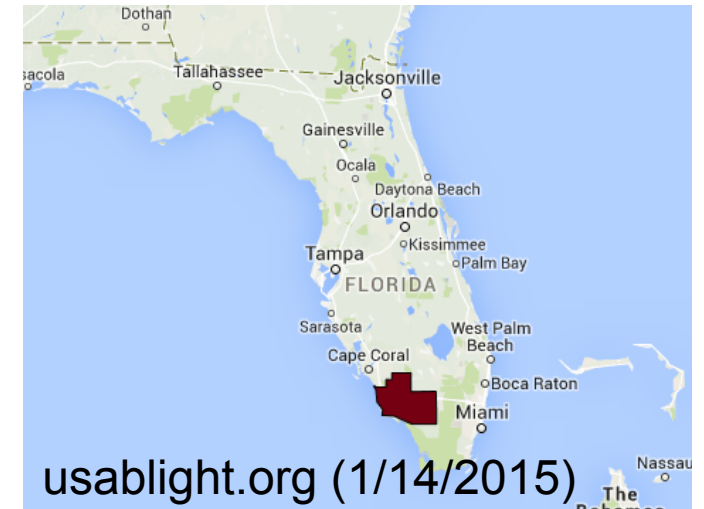 Dothan
sacola
Tallahassee
Jacksonville
Gainesville
Ocala
Daytona Beach
Orlando
Kissimmee
Tampa
Palm Bay
FLORIDA
Sarasota
West Palm
Beach
Cape Coral
Boca Raton
Miami
usablight.org (1/14/2015)
Nassau
The
Bahamas